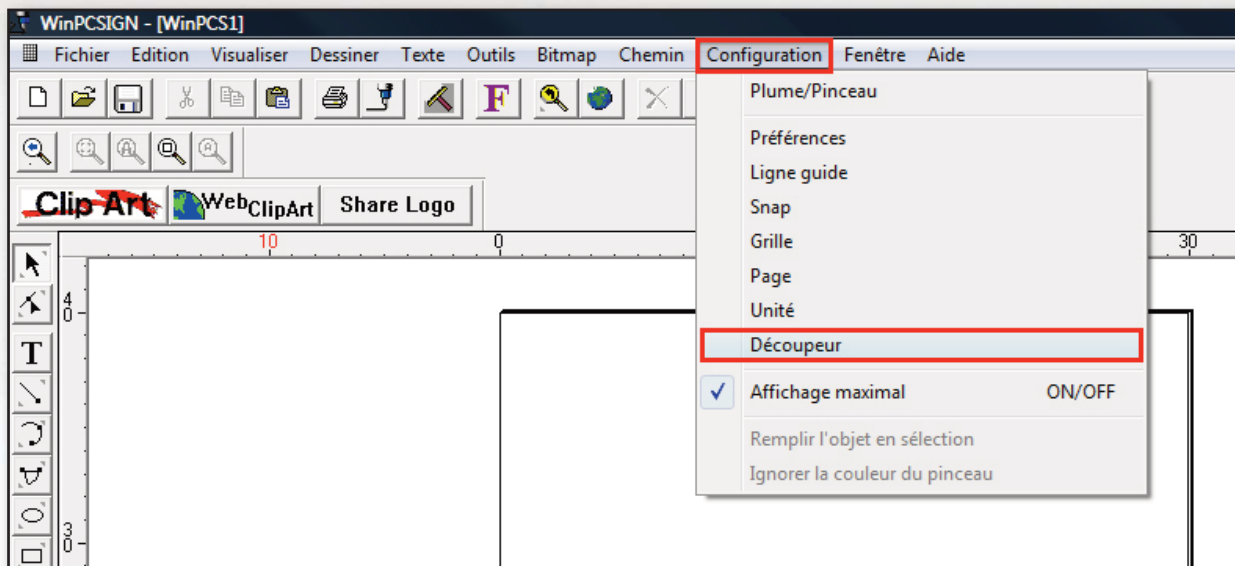 WinPCSIGN - [WinPCS1]
Fichier Edition Visualiser Dessiner Texte Outils Bitmap Chemin Configuration Fenêtre Aide
F
Clip Art WebClipArt Share Logo
Plume/Pinceau
Préférences
Ligne guide
Snap
Grille
Page
Unité
Découpeur
Affichage maximal ON/OFF
Remplir l'objet en sélection
Ignorer la couleur du pinceau
10 0 30
40
T
30